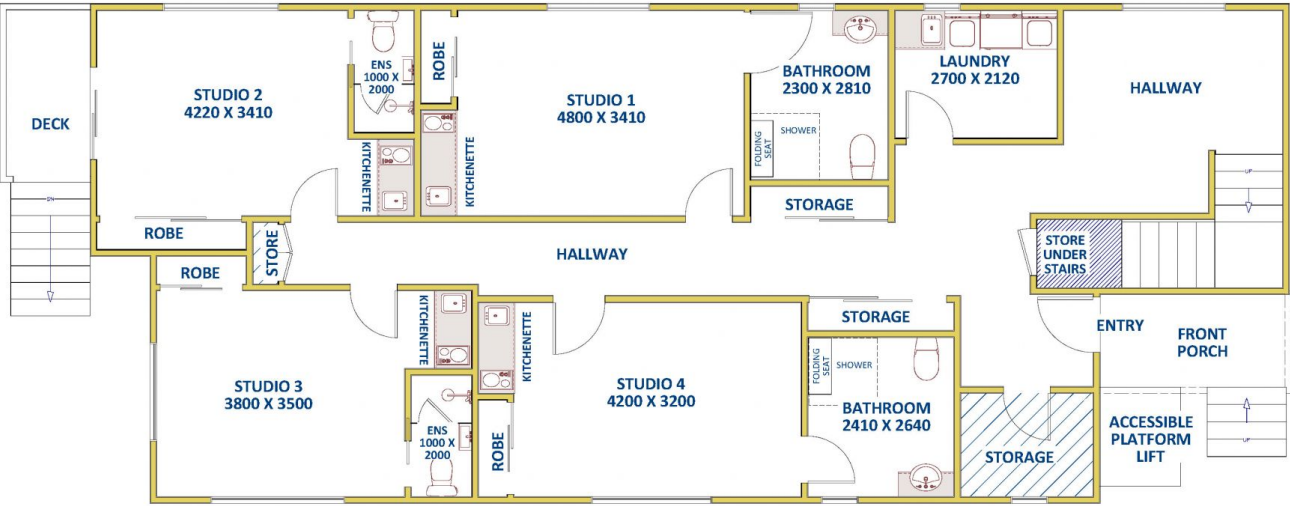 DECK
STUDIO 2
4220 X 3410
ENS
1000 X
2000
ROBE
STUDIO 1
4800 X 3410
BATHROOM
2300 X 2810
LAUNDRY
2700 X 2120
HALLWAY
KITCHENETTE
KITCHENETTE
FOLDING
SEAT
SHOWER
STORAGE
UP
DN
ROBE
STORE
HALLWAY
STORE
UNDER
STAIRS
ROBE
KITCHENETTE
KITCHENETTE
STORAGE
ENTRY
FRONT
PORCH
STUDIO 3
3800 X 3500
STUDIO 4
4200 X 3200
FOLDING
SEAT
SHOWER
BATHROOM
2410 X 2640
ENS
1000 X
2000
ROBE
STORAGE
ACCESSIBLE
PLATFORM
LIFT
UP